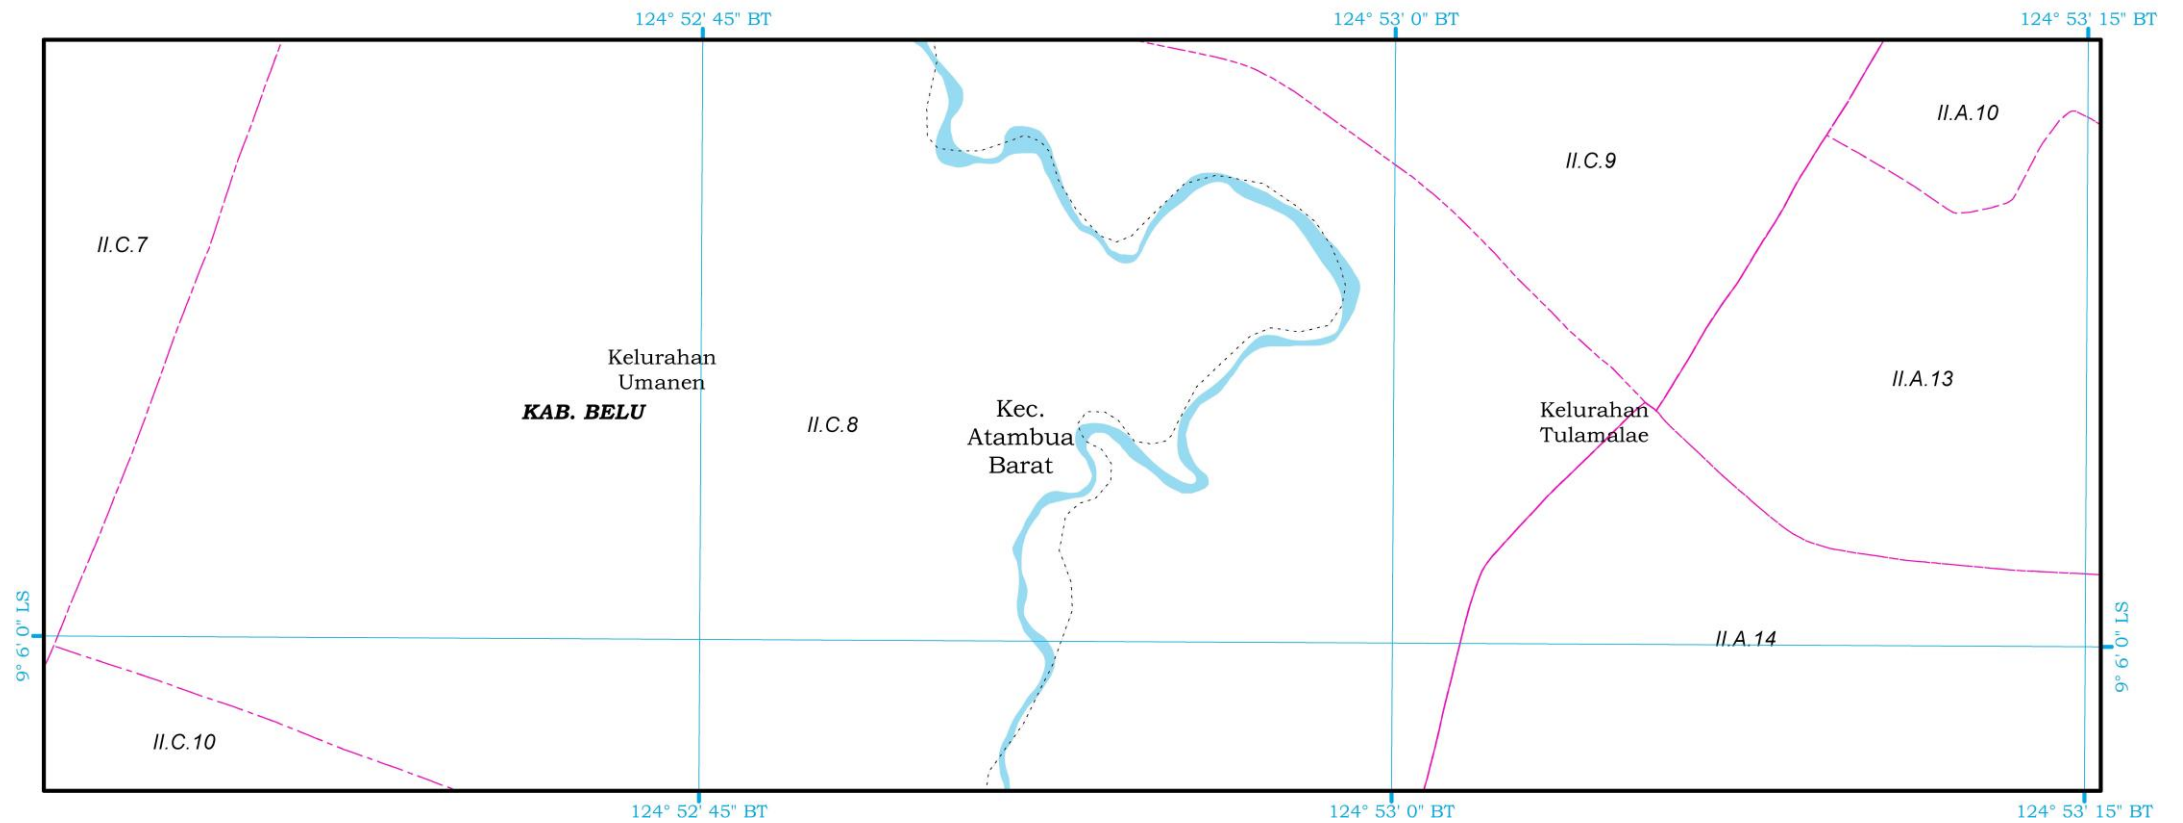 124° 52' 45" BT
124° 53' 0" BT
124° 53' 15" BT
II.A.10
II.C.9
II.C.7
Kelurahan
Umanen
KAB. BELU
II.C.8
Kec.
Atambua
Barat
Kelurahan
Tulamalae
II.A.13
9° 6' 0" LS
9° 6' 0" LS
II.A.14
II.C.10
124° 52' 45" BT
124° 53' 0" BT
124° 53' 15" BT